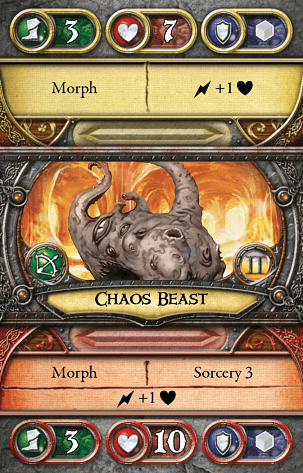 3 7
Morph +1
II
CHAOS BEAST
Morph Sorcery 3
+1
3 10